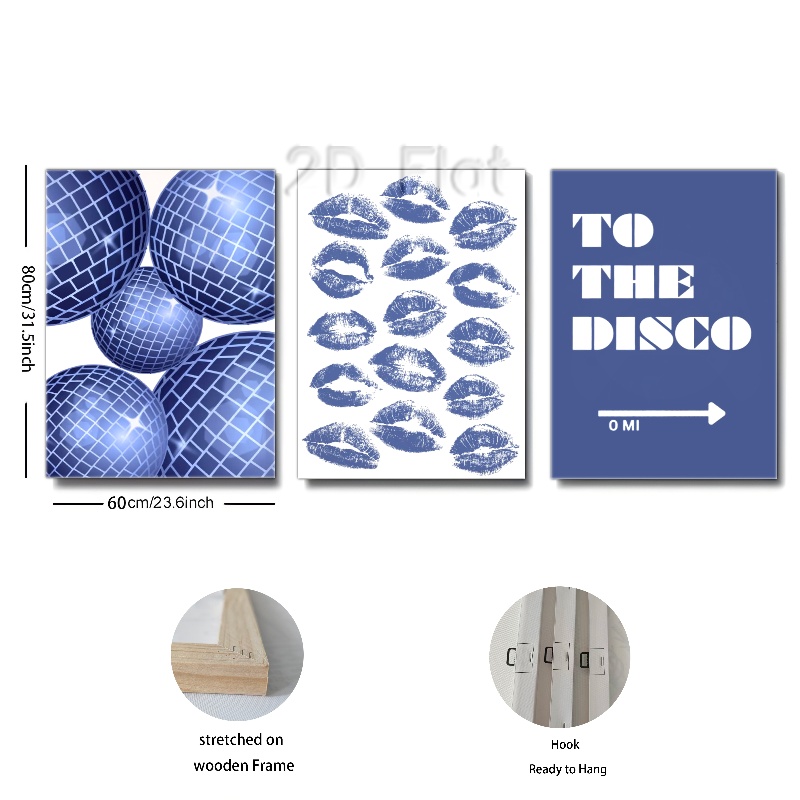 2D Flat
TO
THE
DISCO
0 MI
80cm/31.5inch
60cm/23.6inch
stretched on
wooden Frame
Hook
Ready to Hang